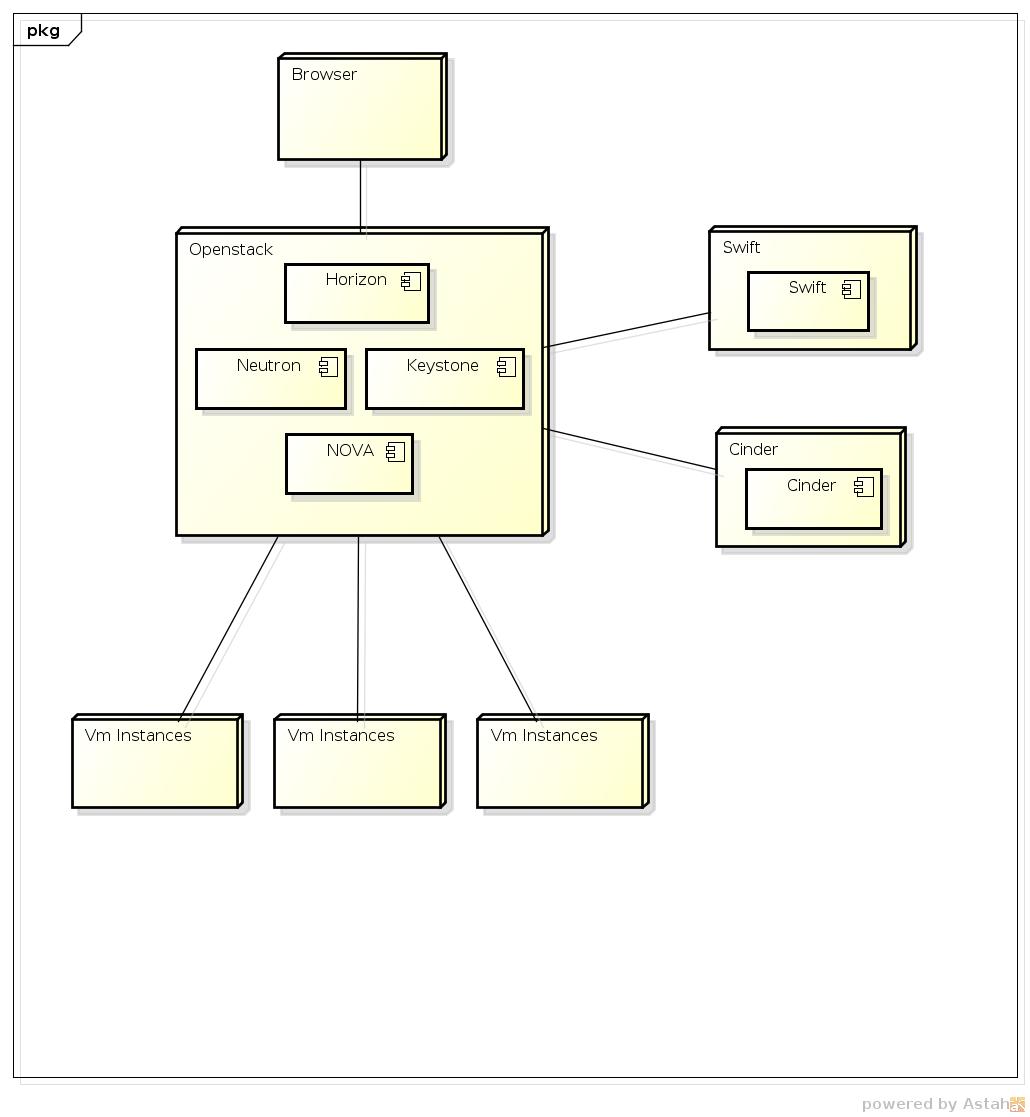 pkg
Browser
Openstack
Horizon
Neutron
Keystone
NOVA
Swift
Swift
Cinder
Cinder
Vm Instances
Vm Instances
Vm Instances
powered by Astah